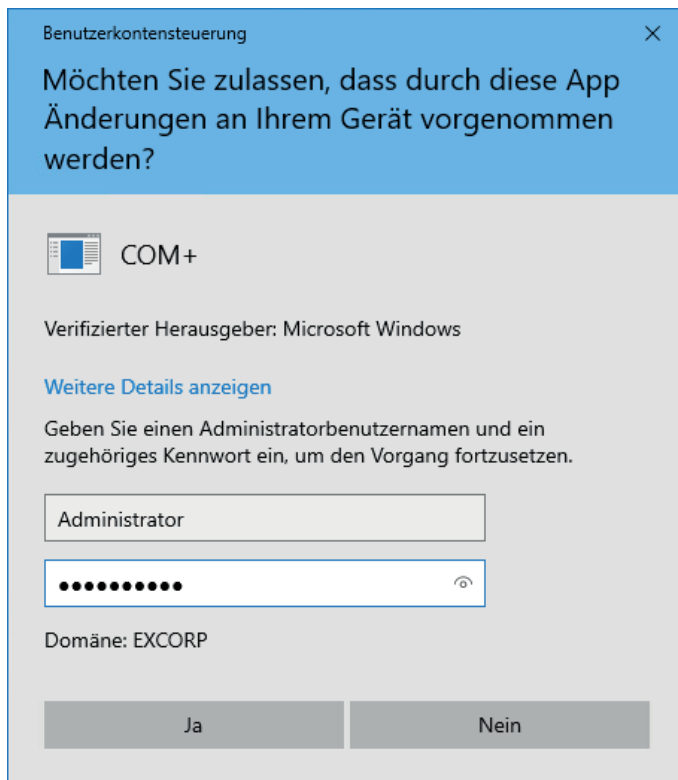 Benutzerkontensteuerung
Möchten Sie zulassen, dass durch diese App
Änderungen an Ihrem Gerät vorgenommen
werden?
COM+
Verifizierter Herausgeber: Microsoft Windows
Weitere Details anzeigen
Geben Sie einen Administratorbenutzernamen und ein
zugehöriges Kennwort ein, um den Vorgang fortzusetzen.
Administrator
●●●●●●●●●●
Domäne: EXCORP
Ja
Nein